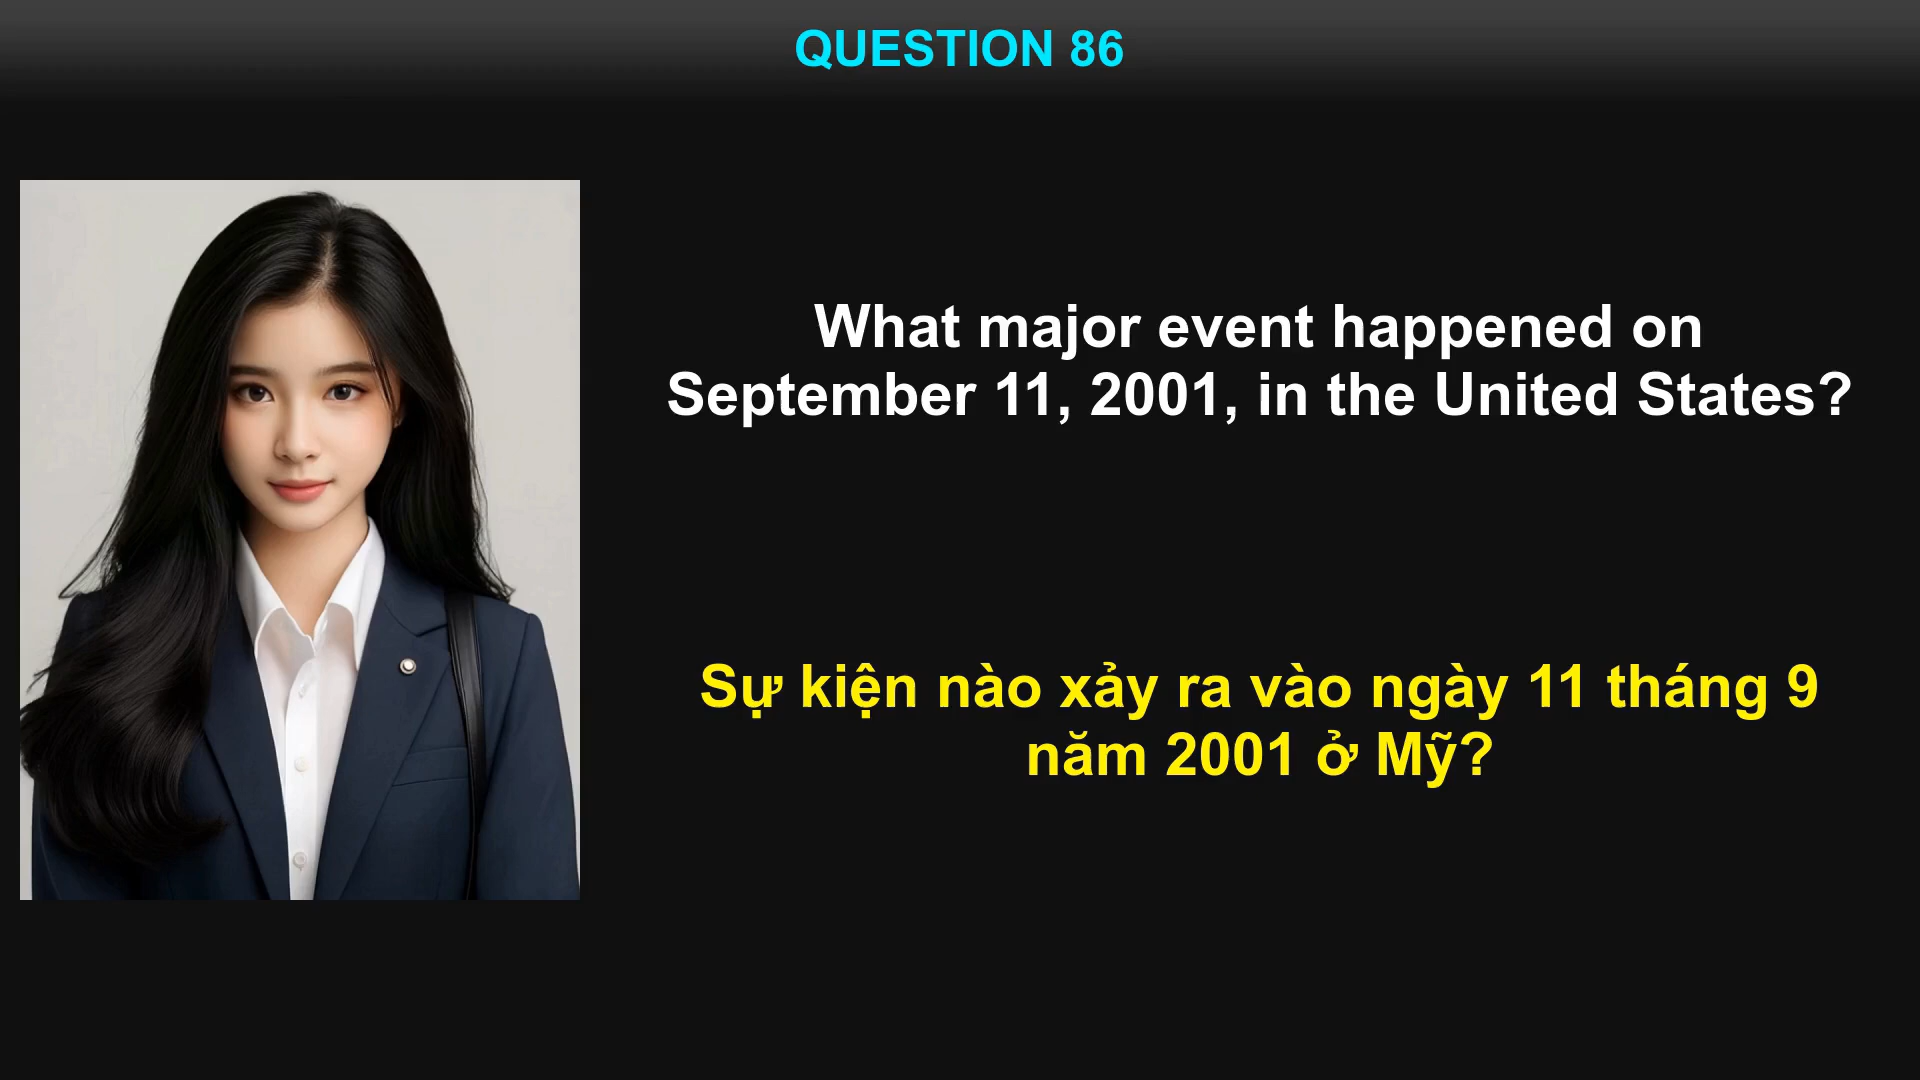 QUESTION 86
What major event happened on
September 11, 2001, in the United States?
Sự kiện nào xảy ra vào ngày 11 tháng 9
năm 2001 ở Mỹ?